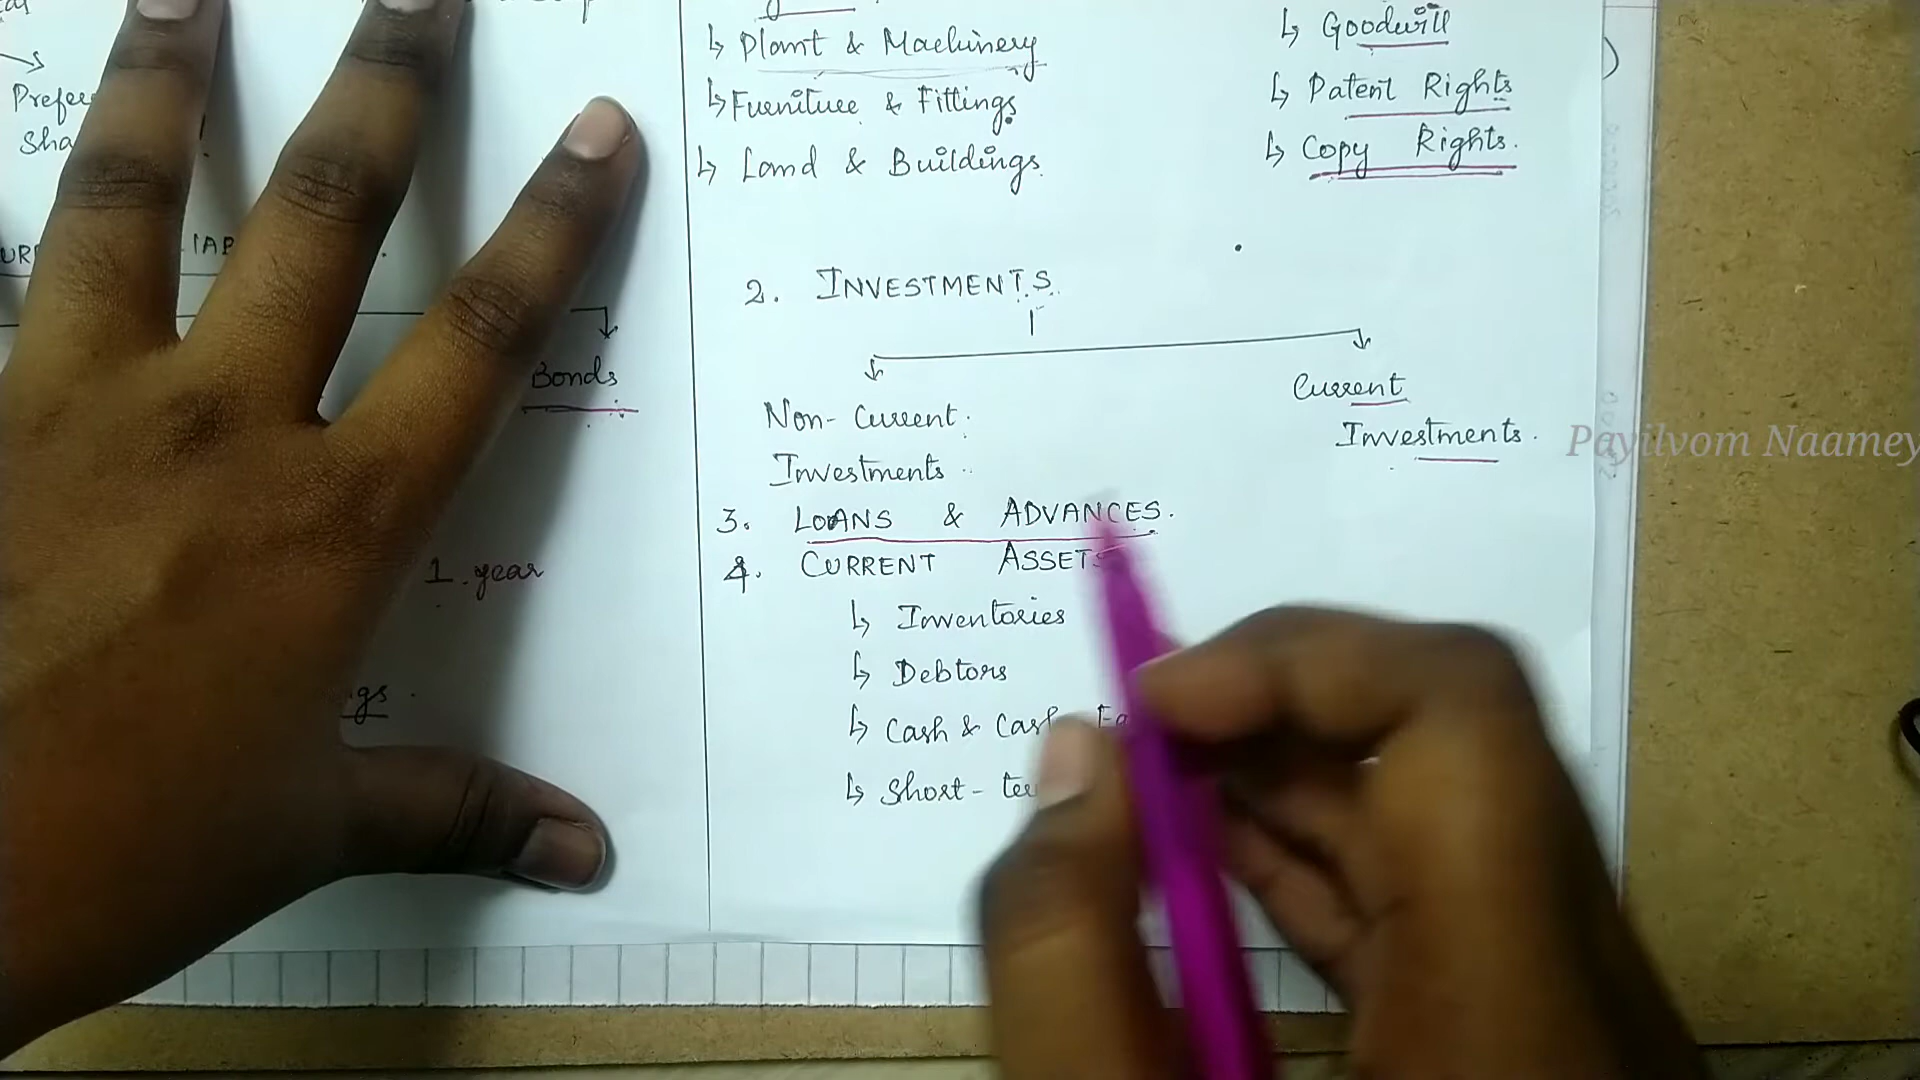 Bonds
1 year
↳ Plant & Machinery
↳ Furniture & Fittings
↳ Land & Buildings.
↳ Goodwill
↳ Patent Rights
↳ Copy Rights.
2. INVESTMENTS
Non-Current
Investments
Current
Investments.
3. LOANS & ADVANCES.
4. CURRENT ASSETS
↳ Inventories
↳ Debtors
↳ Cash & Cash
↳ Short-
Payilvom Naamey